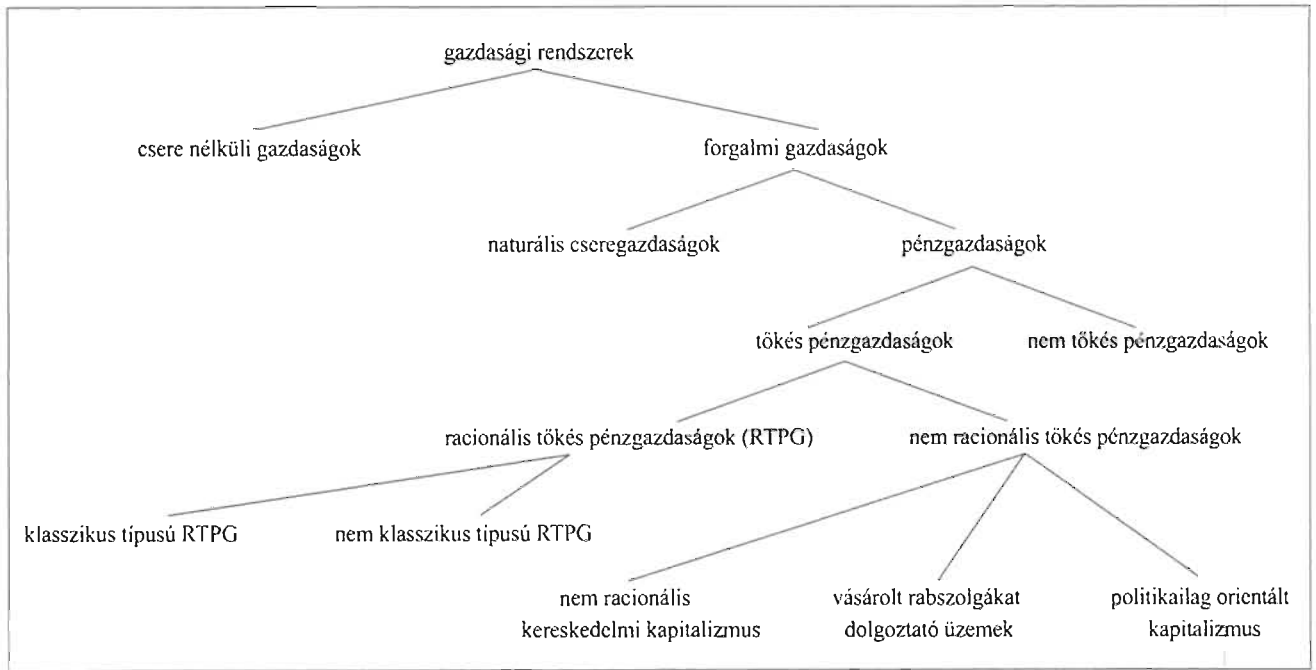 gazdasági rendszerek
csere nélküli gazdaságok
forgalmi gazdaságok
naturális cseregazdaságok
pénzgazdaságok
tőkés pénzgazdaságok
nem tőkés pénzgazdaságok
racionális tőkés pénzgazdaságok (RTPG)
nem racionális tőkés pénzgazdaságok
klasszikus típusú RTPG
nem klasszikus típusú RTPG
nem racionális
kereskedelmi kapitalizmus
vásárolt rabszolgákat
dolgoztató üzemek
politikailag orientált
kapitalizmus